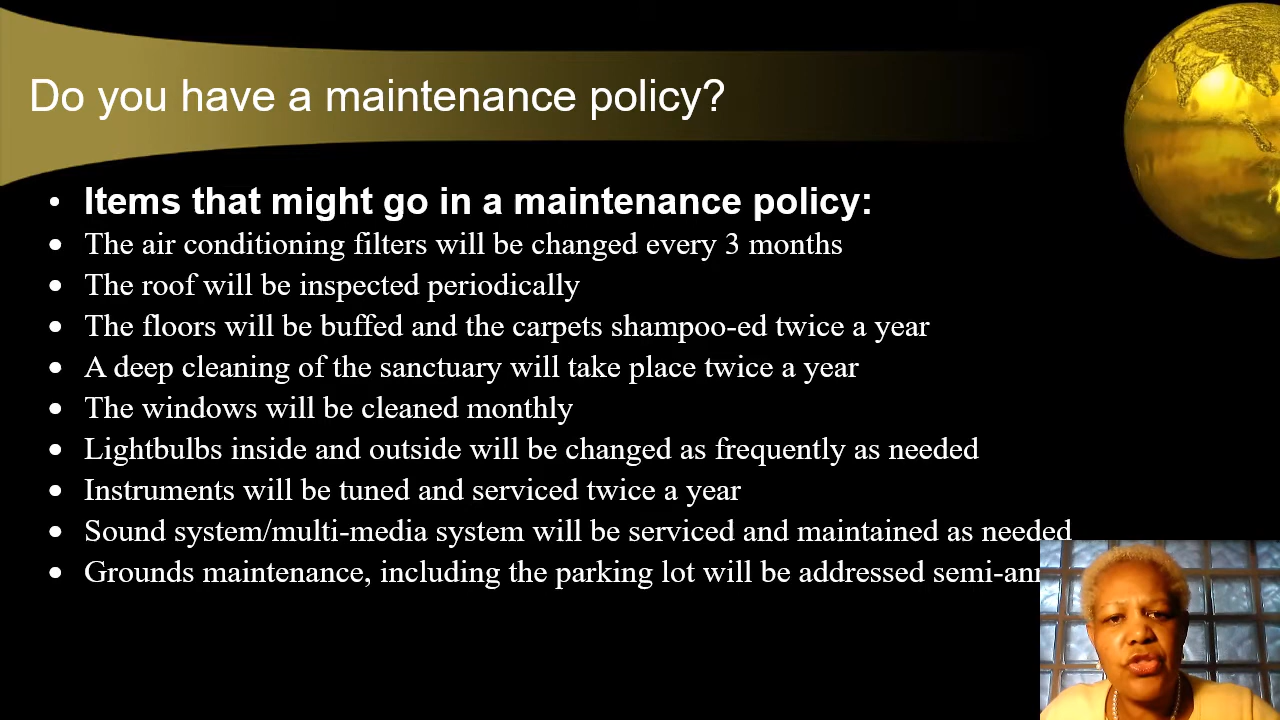 Do you have a maintenance policy?
• Items that might go in a maintenance policy:
• The air conditioning filters will be changed every 3 months
• The roof will be inspected periodically
• The floors will be buffed and the carpets shampoo-ed twice a year
• A deep cleaning of the sanctuary will take place twice a year
• The windows will be cleaned monthly
• Lightbulbs inside and outside will be changed as frequently as needed
• Instruments will be tuned and serviced twice a year
• Sound system/multi-media system will be serviced and maintained as needed
• Grounds maintenance, including the parking lot will be addressed